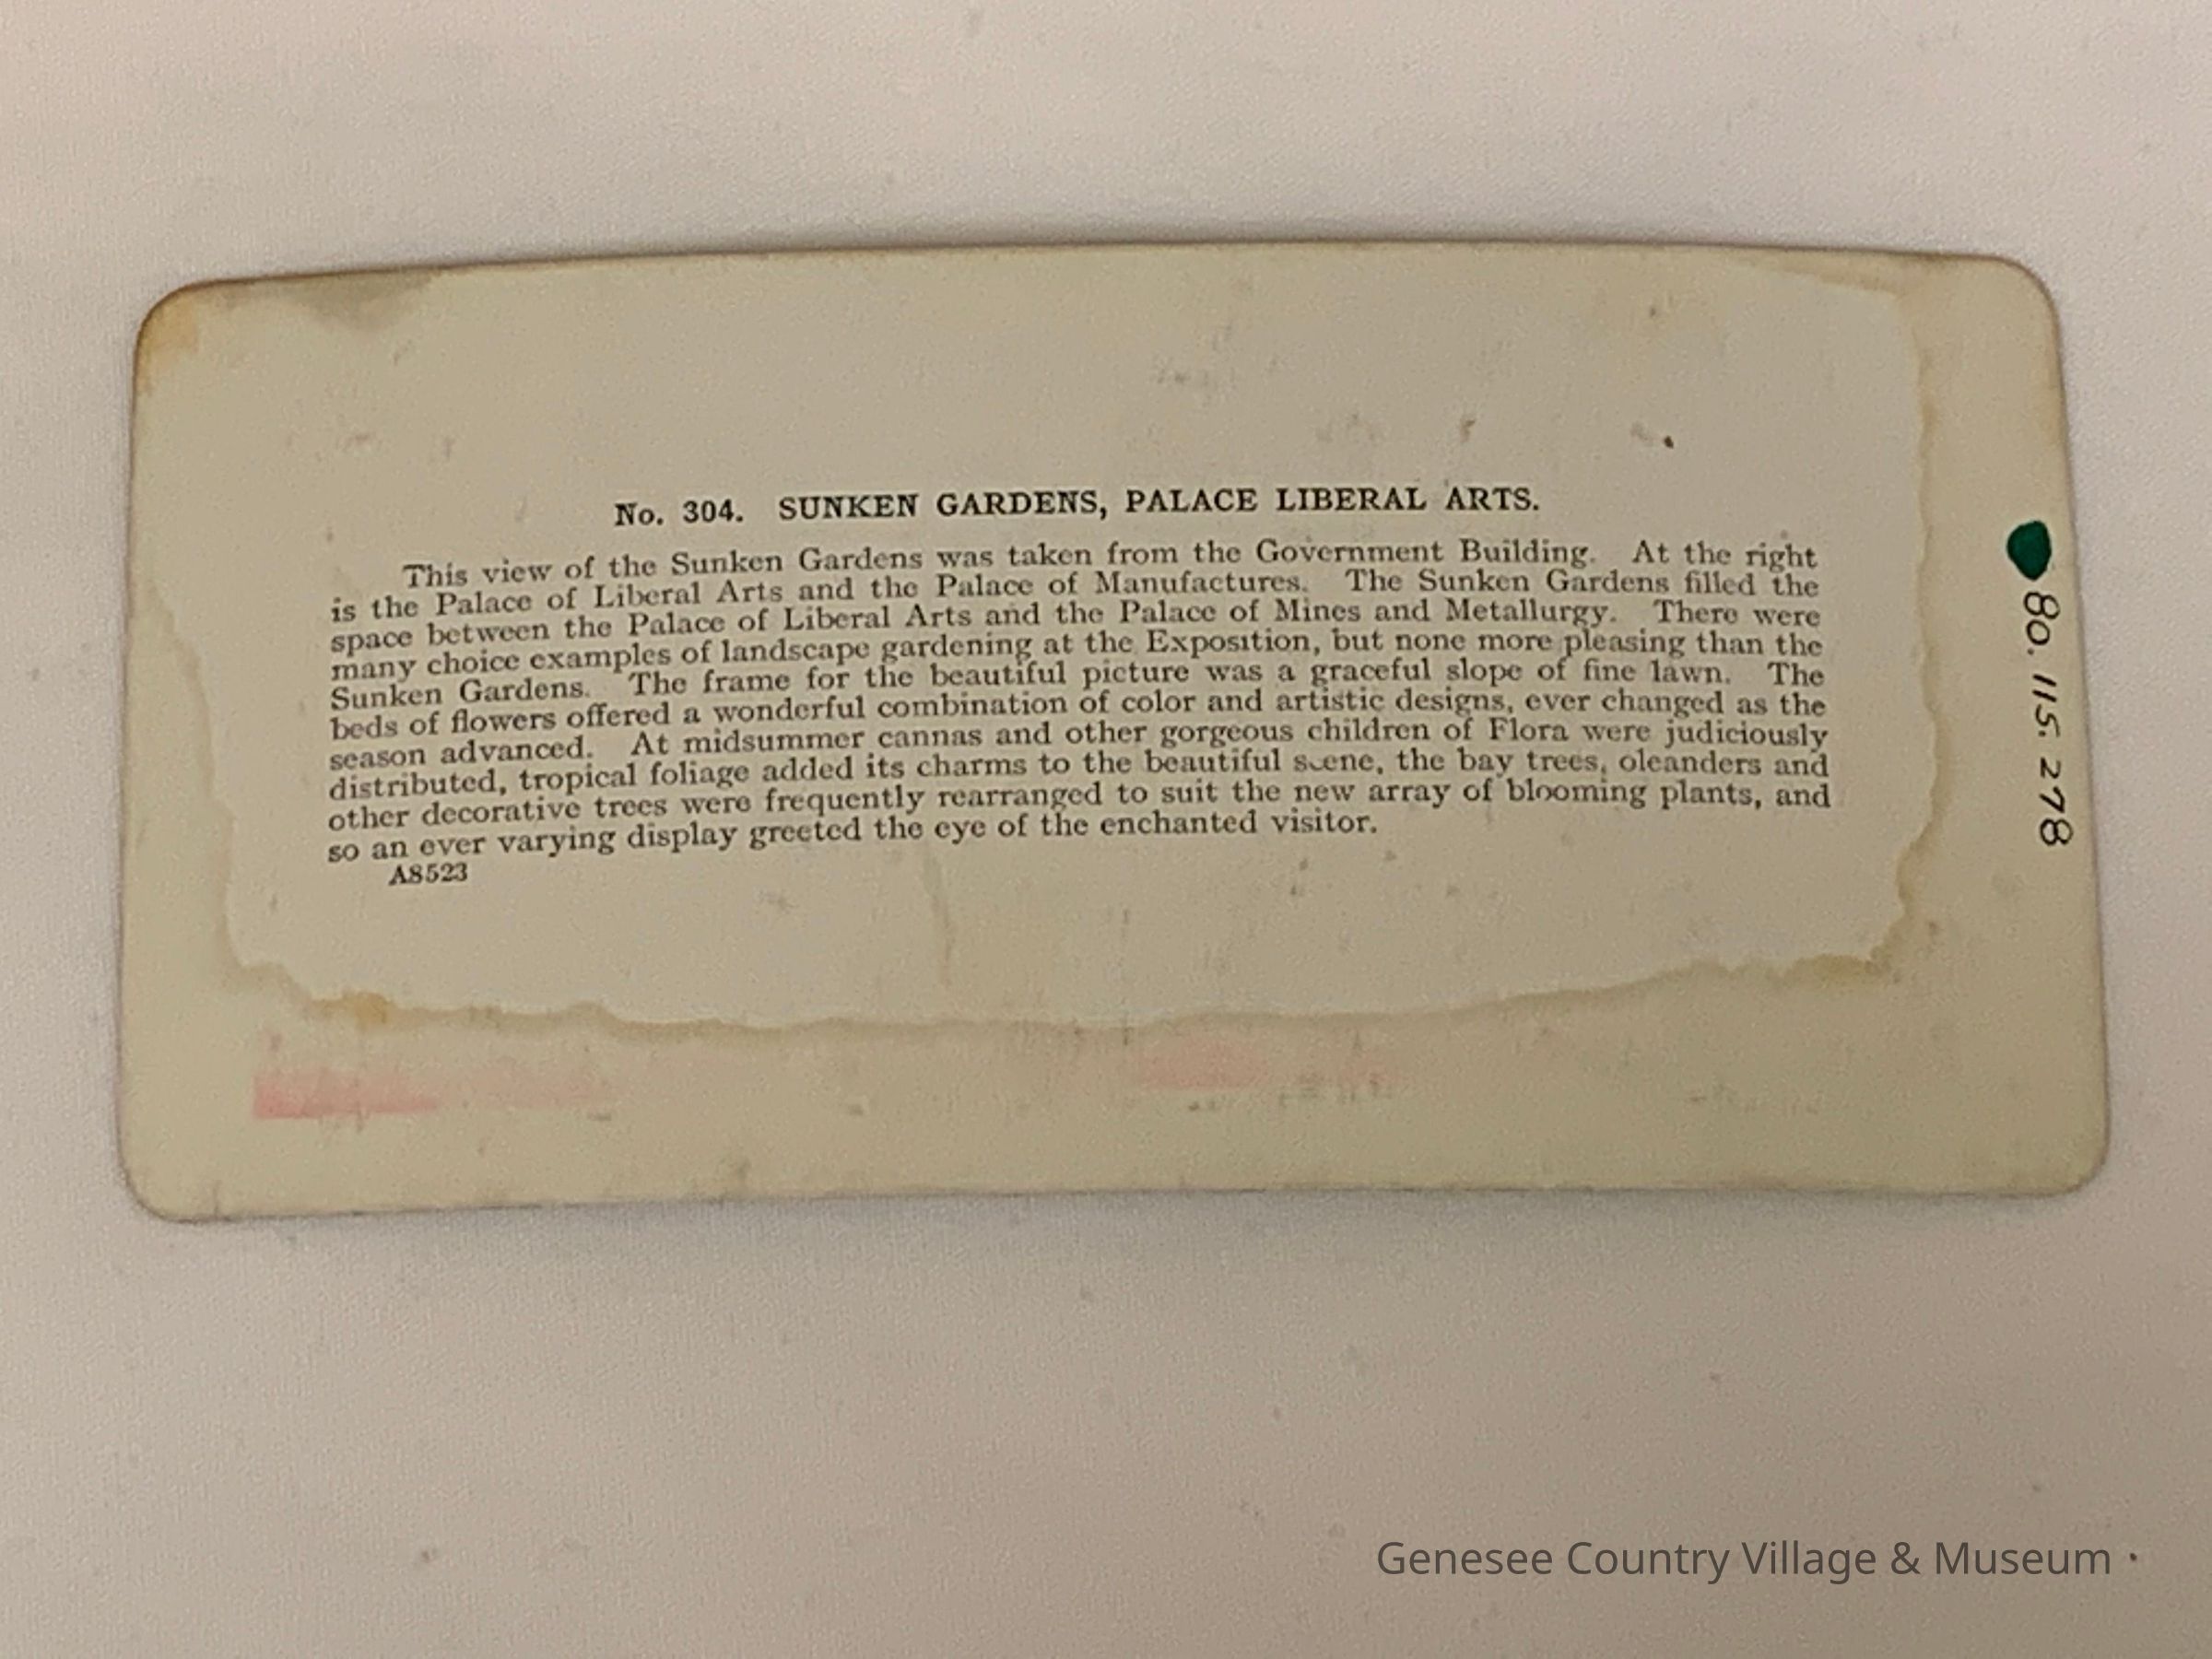 No. 304. SUNKEN GARDENS, PALACE LIBERAL ARTS.
This view of the Sunken Gardens was taken from the Government Building. At the right
is the Palace of Liberal Arts and the Palace of Manufactures. The Sunken Gardens filled the
space between the Palace of Liberal Arts and the Palace of Mines and Metallurgy. There were
many choice examples of landscape gardening at the Exposition, but none more pleasing than the
Sunken Gardens. The frame for the beautiful picture was a graceful slope of fine lawn. The
beds of flowers offered a wonderful combination of color and artistic designs, ever changed as the
season advanced. At midsummer cannas and other gorgeous children of Flora were judiciously
distributed, tropical foliage added its charms to the beautiful scene, the bay trees, oleanders and
other decorative trees were frequently rearranged to suit the new array of blooming plants, and
so an ever varying display greeted the eye of the enchanted visitor.
A8523
80.115.278
Genesee Country Village & Museum ·